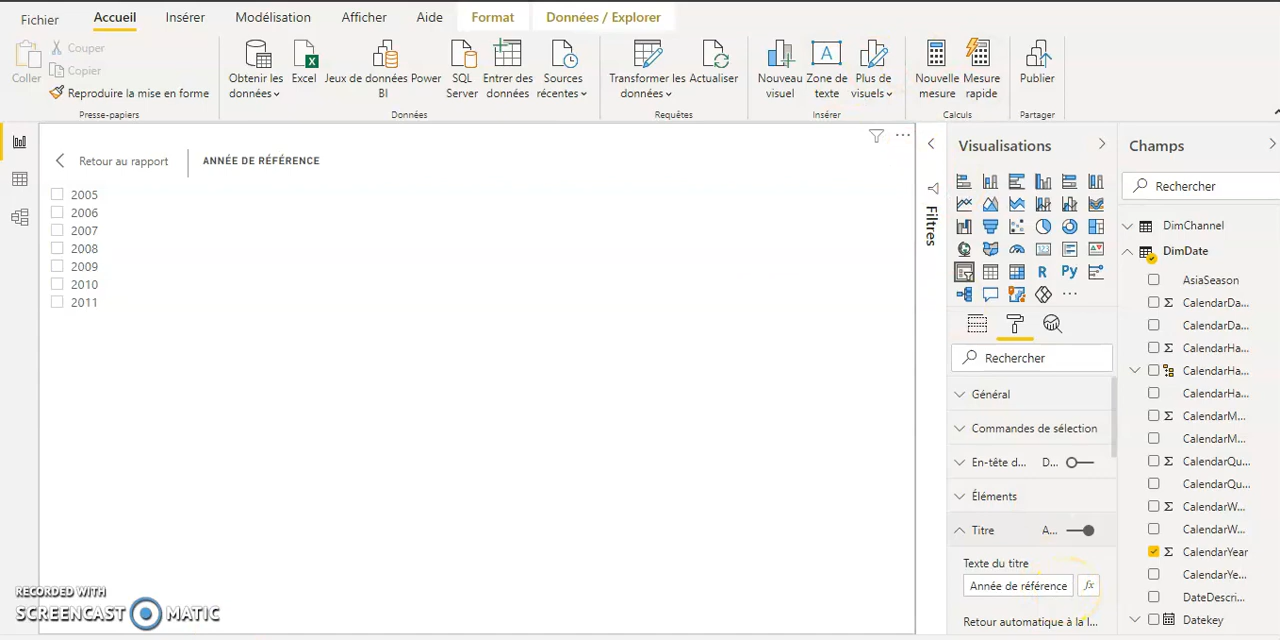 Fichier
Accueil
Insérer
Modélisation
Afficher
Aide
Format
Données / Explorer
Coller
Couper
Copier
Reproduire la mise en forme
Presse-papiers
Obtenir les données
Excel
Jeux de données Power BI
SQL Server
Entrer des données
Sources récentes
Données
Transformer les données
Actualiser
Requêtes
Nouveau visuel
A
Zone de texte
Plus de visuels
Insérer
Nouvelle mesure
Mesure rapide
Calculs
Publier
Partager
Retour au rapport
ANNÉE DE RÉFÉRENCE
2005
2006
2007
2008
2009
2010
2011
Filtres
Visualisations
R
Py
Rechercher
Général
Commandes de sélection
En-tête d... D...
Éléments
Titre A...
Texte du titre
Année de référence
fx
Retour automatique à la l...
Champs
Rechercher
DimChannel
DimDate
AsiaSeason
Σ CalendarDa...
CalendarDa...
Σ CalendarHa...
CalendarHa...
CalendarHa...
Σ CalendarM...
CalendarM...
Σ CalendarQu...
CalendarQu...
Σ CalendarW...
CalendarW...
Σ CalendarYear
CalendarYe...
DateDescri...
Datekey
RECORDED WITH
SCREENCAST MATIC